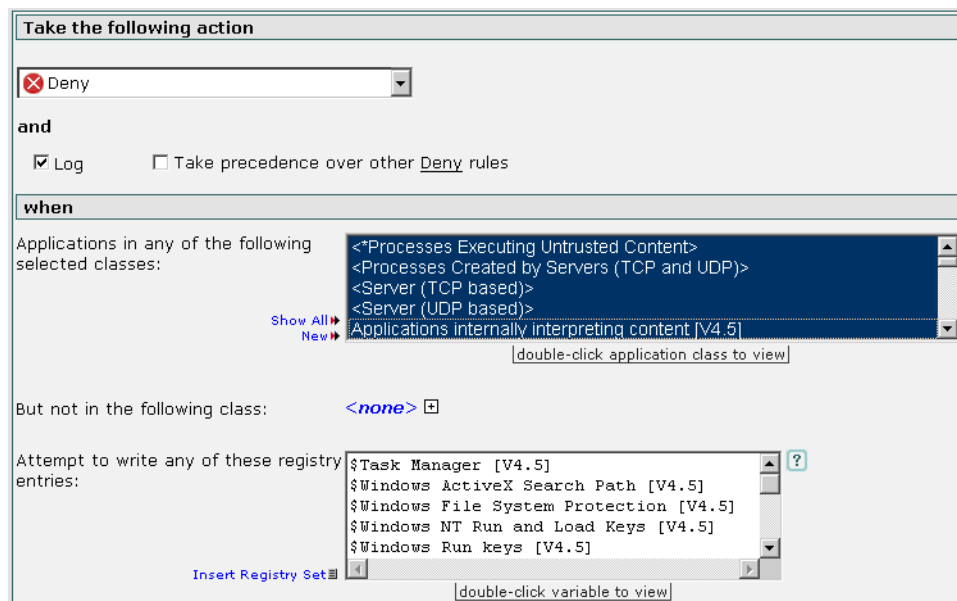 Take the following action
Deny
and
Log Take precedence over other Deny rules
when
Applications in any of the following
selected classes:
<*Processes Executing Untrusted Content>
<Processes Created by Servers (TCP and UDP)>
<Server (TCP based)>
<Server (UDP based)>
Applications internally interpreting content [V4.5]
Show All
New
double-click application class to view
But not in the following class: <none>
Attempt to write any of these registry
entries:
$Task Manager [V4.5]
$Windows ActiveX Search Path [V4.5]
$Windows File System Protection [V4.5]
$Windows NT Run and Load Keys [V4.5]
$Windows Run keys [V4.5]
Insert Registry Set
double-click variable to view